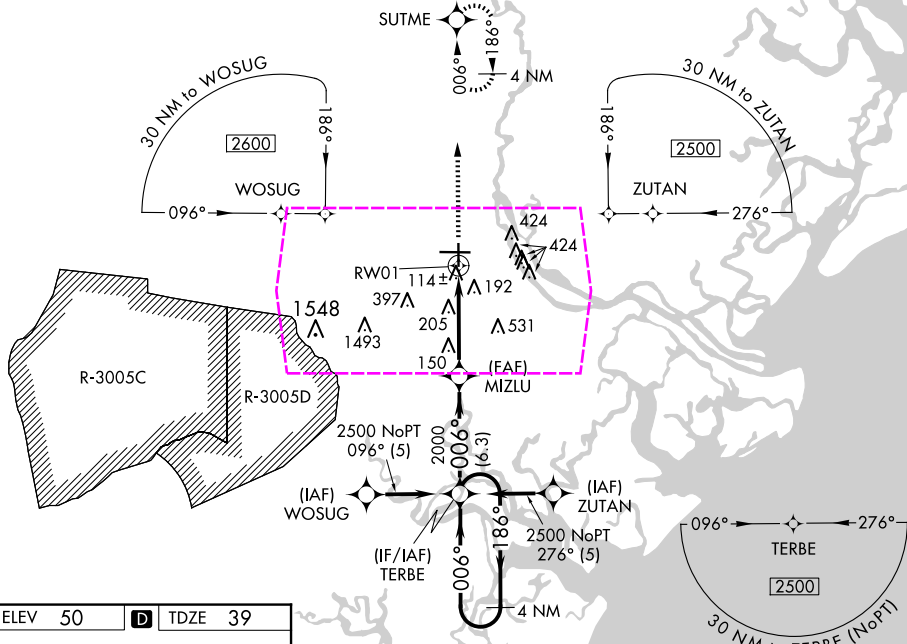 SUTME
186°
006°
4 NM
30 NM to WOSUG
2600
186°
WOSUG
096°
30 NM to ZUTAN
186°
2500
ZUTAN
276°
424
424
RW01
114±
192
397
205
531
1548
1493
150
(FAF)
MIZLU
R-3005C
R-3005D
2500 NoPT
096° (5)
2000
006°
(6.3)
(IAF)
WOSUG
(IAF)
ZUTAN
2500 NoPT
276° (5)
186°
(IF/IAF)
TERBE
006°
4 NM
096°
276°
TERBE
2500
30 NM to TERBE (NoPT)
ELEV 50 D TDZE 39